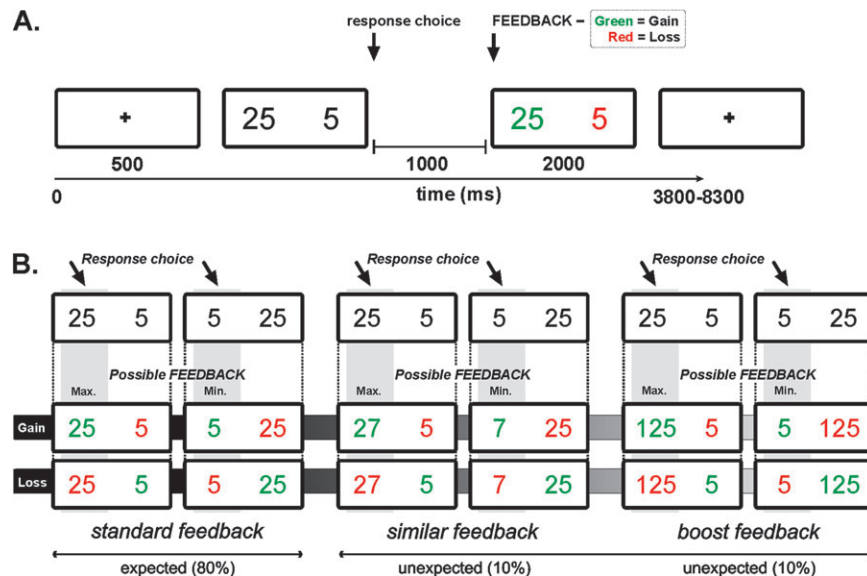 A.
response choice
FEEDBACK – Green = Gain
Red = Loss
+ 25 5 25 5 +
500 1000 2000
0 time (ms) 3800-8300
B.
Response choice Response choice Response choice
25 5 5 25 25 5 5 25 25 5 5 25
Possible FEEDBACK Possible FEEDBACK Possible FEEDBACK
Max. Min. Max. Min. Max. Min.
Gain 25 5 5 25 27 5 7 25 125 5 5 125
Loss 25 5 5 25 27 5 7 25 125 5 5 125
standard feedback similar feedback boost feedback
expected (80%) unexpected (10%) unexpected (10%)